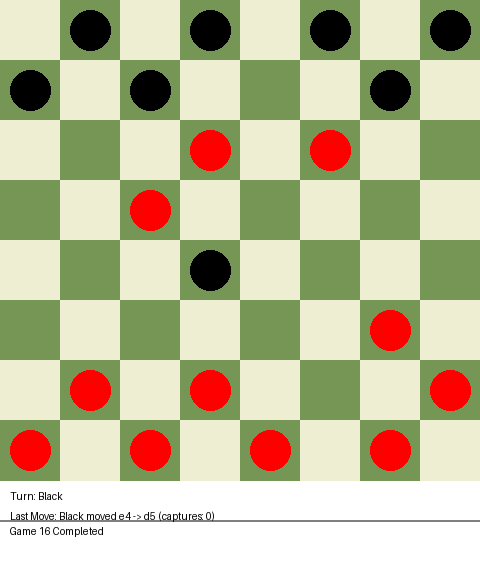 Turn: Black
Last Move: Black moved e4 -> d5 (captures: 0)
Game 16 Completed